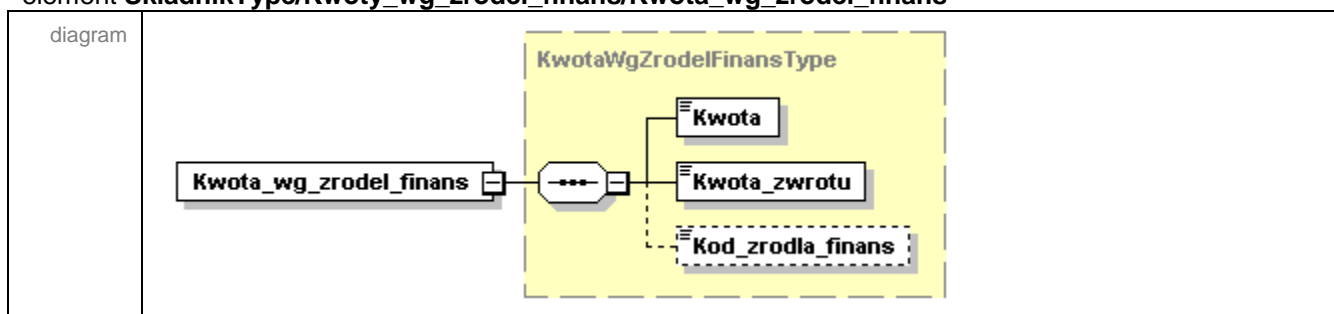 element SkladnikType/Kwoty_wg_zrodel_finans/Kwota_wg_zrodel_finans
diagram
KwotaWgZrodelFinansType
Kwota
Kwota_wg_zrodel_finans
Kwota_zwrotu
Kod_zrodla_finans